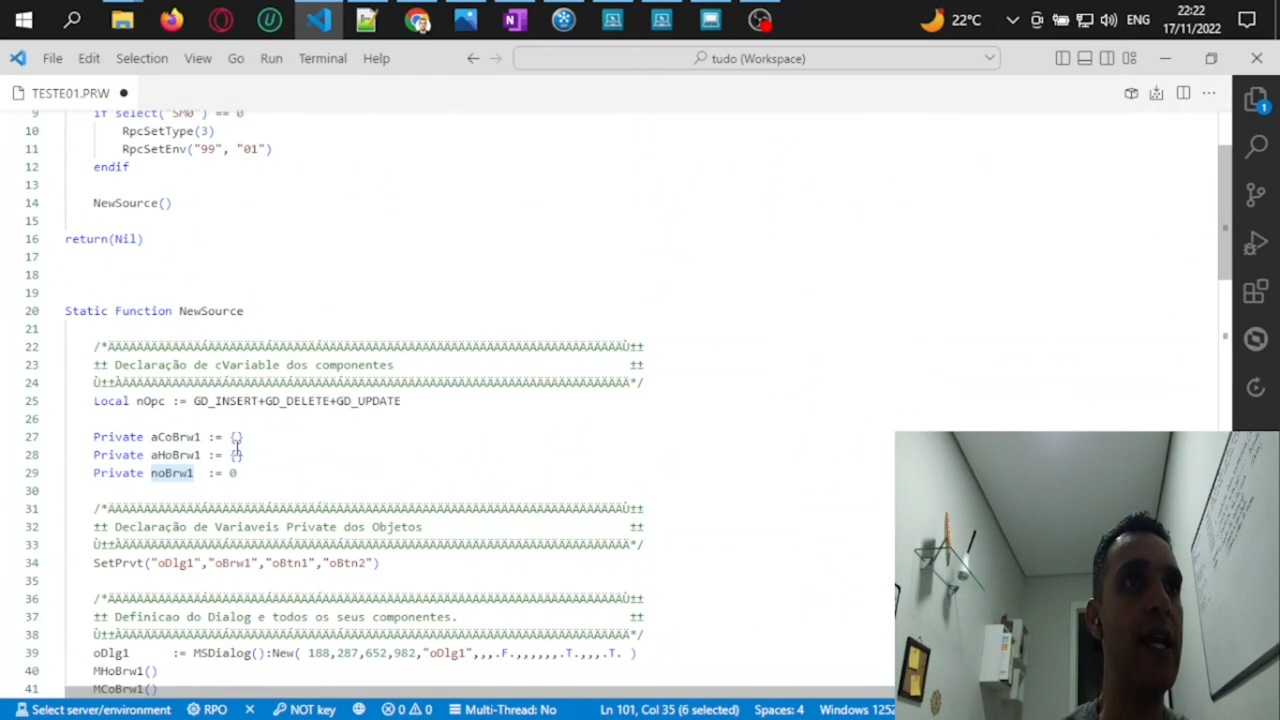 22°C
ENG
22:22
17/11/2022
File Edit Selection View Go Run Terminal Help
tudo (Workspace)
TESTE01.PRW
9 if select("SM0") == 0
10 RpcSetType(3)
11 RpcSetEnv("99", "01")
12 endif
13
14 NewSource()
15
16 return(Nil)
17
18
19
20 Static Function NewSource
21
22
23 ±± Declaração de cVariable dos componentes ±±
24
25 Local nOpc := GD_INSERT+GD_DELETE+GD_UPDATE
26
27 Private aCoBrw1 := {}
28 Private aHoBrw1 := {}
29 Private noBrw1 := 0
30
31
32 ±± Declaração de Variaveis Private dos Objetos ±±
33
34 SetPrvt("oDlg1","oBrw1","oBtn1","oBtn2")
35
36
37 ±± Definicao do Dialog e todos os seus componentes. ±±
38
39 oDlg1 := MSDialog():New( 188,287,652,982,"oDlg1",,,.F.,,,,,,.T.,,,.T. )
40 MHoBrw1()
41 MCoBrw1()
Select server/environment RPO NOT key 0 0 Multi-Thread: No Ln 101, Col 35 (6 selected) Spaces: 4 Windows 1252